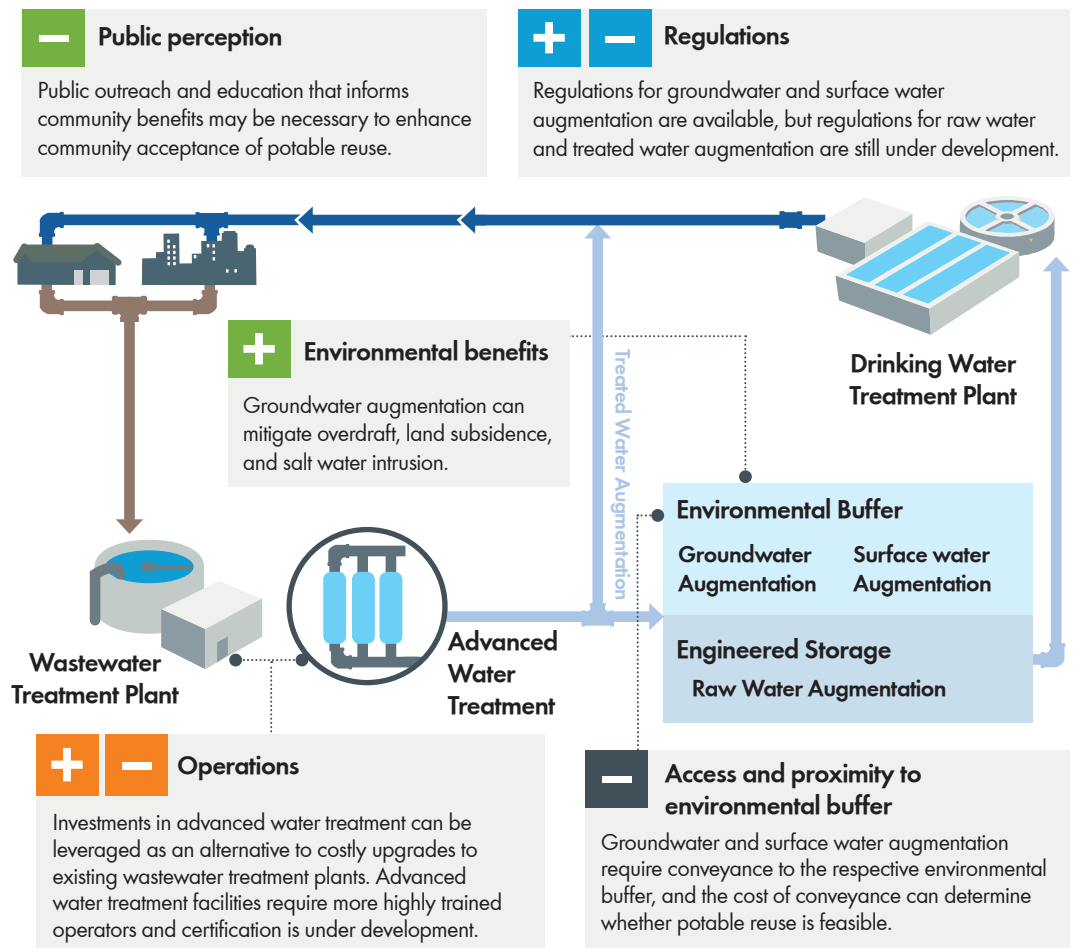 Public perception
Public outreach and education that informs
community benefits may be necessary to enhance
community acceptance of potable reuse.
Regulations
Regulations for groundwater and surface water
augmentation are available, but regulations for raw water
and treated water augmentation are still under development.
Environmental benefits
Groundwater augmentation can
mitigate overdraft, land subsidence,
and salt water intrusion.
Treated Water Augmentation
Drinking Water
Treatment Plant
Environmental Buffer
Groundwater
Augmentation
Surface water
Augmentation
Engineered Storage
Raw Water Augmentation
Wastewater
Treatment Plant
Advanced
Water
Treatment
Operations
Investments in advanced water treatment can be
leveraged as an alternative to costly upgrades to
existing wastewater treatment plants. Advanced
water treatment facilities require more highly trained
operators and certification is under development.
Access and proximity to
environmental buffer
Groundwater and surface water augmentation
require conveyance to the respective environmental
buffer, and the cost of conveyance can determine
whether potable reuse is feasible.